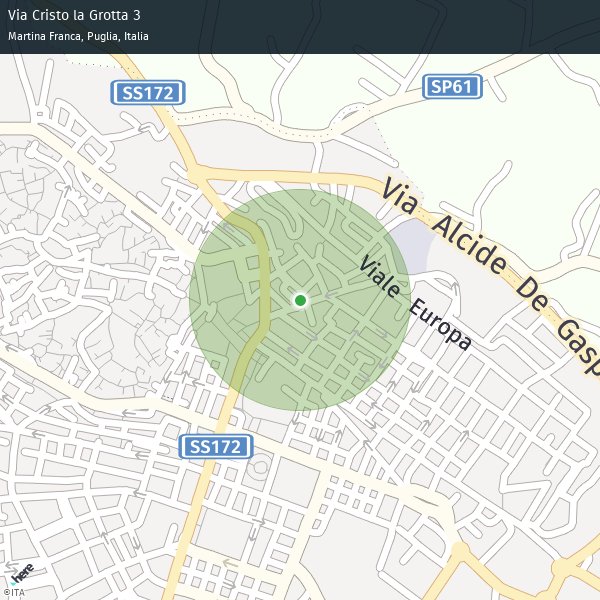 Via Cristo la Grotta 3
Martina Franca, Puglia, Italia
SS172
SP61
Via Alcide De Gasp
Viale Europa
SS172
here
©ITA